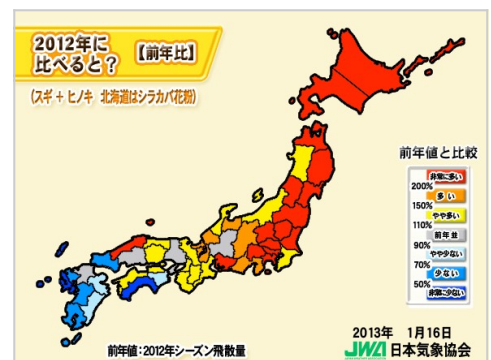 2012年に
比べると？ 【前年比】
(スギ + ヒノキ 北海道はシラカバ花粉)
前年値と比較
非常に多い
200%
多い
150%
やや多い
110%
前年並
90%
やや少ない
70%
少ない
50%
非常に少ない
2013年 1月16日
前年値：2012年シーズン飛散量
JWA 日本気象協会